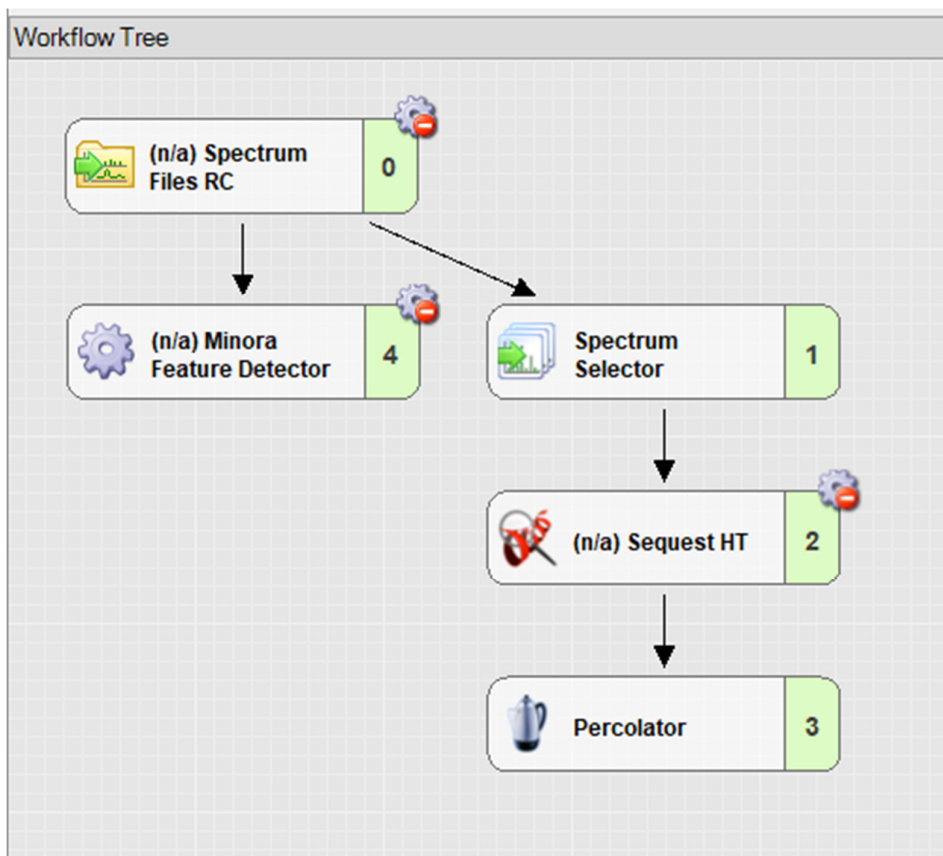 Workflow Tree
(n/a) Spectrum
Files RC
0
(n/a) Minora
Feature Detector
4
Spectrum
Selector
1
(n/a) Sequest HT
2
Percolator
3